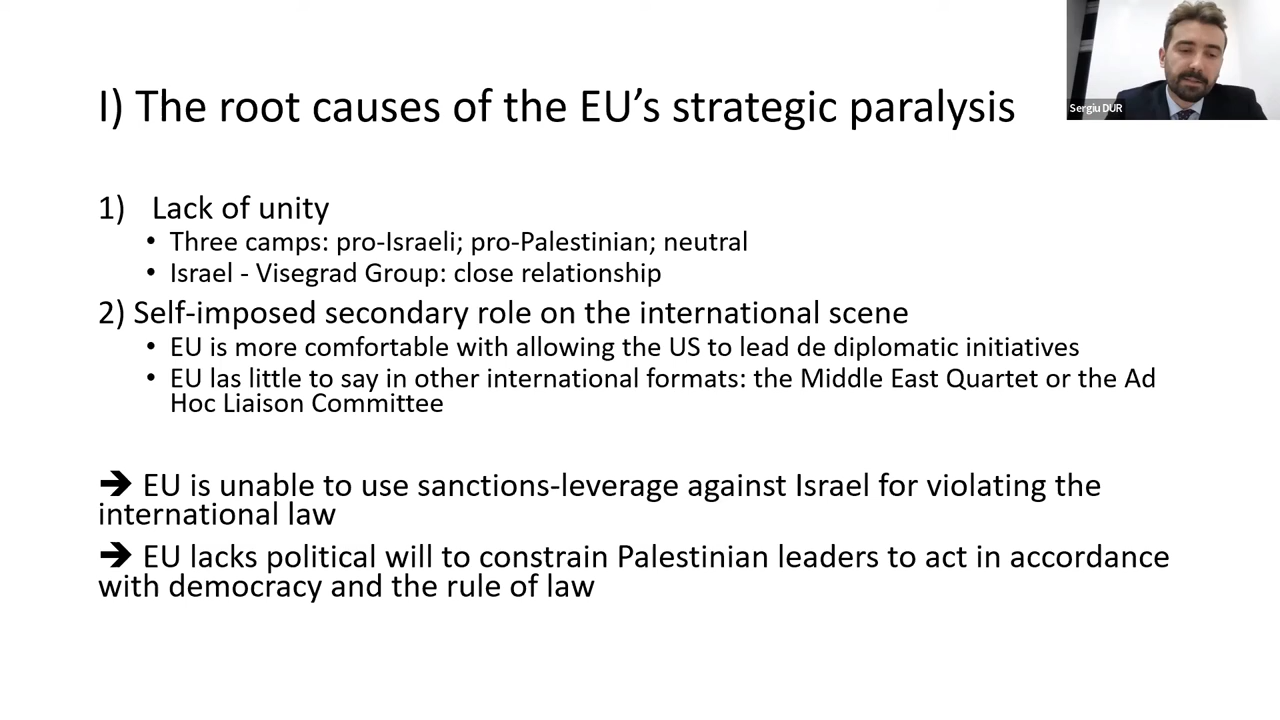 I) The root causes of the EU’s strategic paralysis
Sergiu DUR
1) Lack of unity
• Three camps: pro-Israeli; pro-Palestinian; neutral
• Israel - Visegrad Group: close relationship
2) Self-imposed secondary role on the international scene
• EU is more comfortable with allowing the US to lead de diplomatic initiatives
• EU las little to say in other international formats: the Middle East Quartet or the Ad
Hoc Liaison Committee
➔ EU is unable to use sanctions-leverage against Israel for violating the
international law
➔ EU lacks political will to constrain Palestinian leaders to act in accordance
with democracy and the rule of law